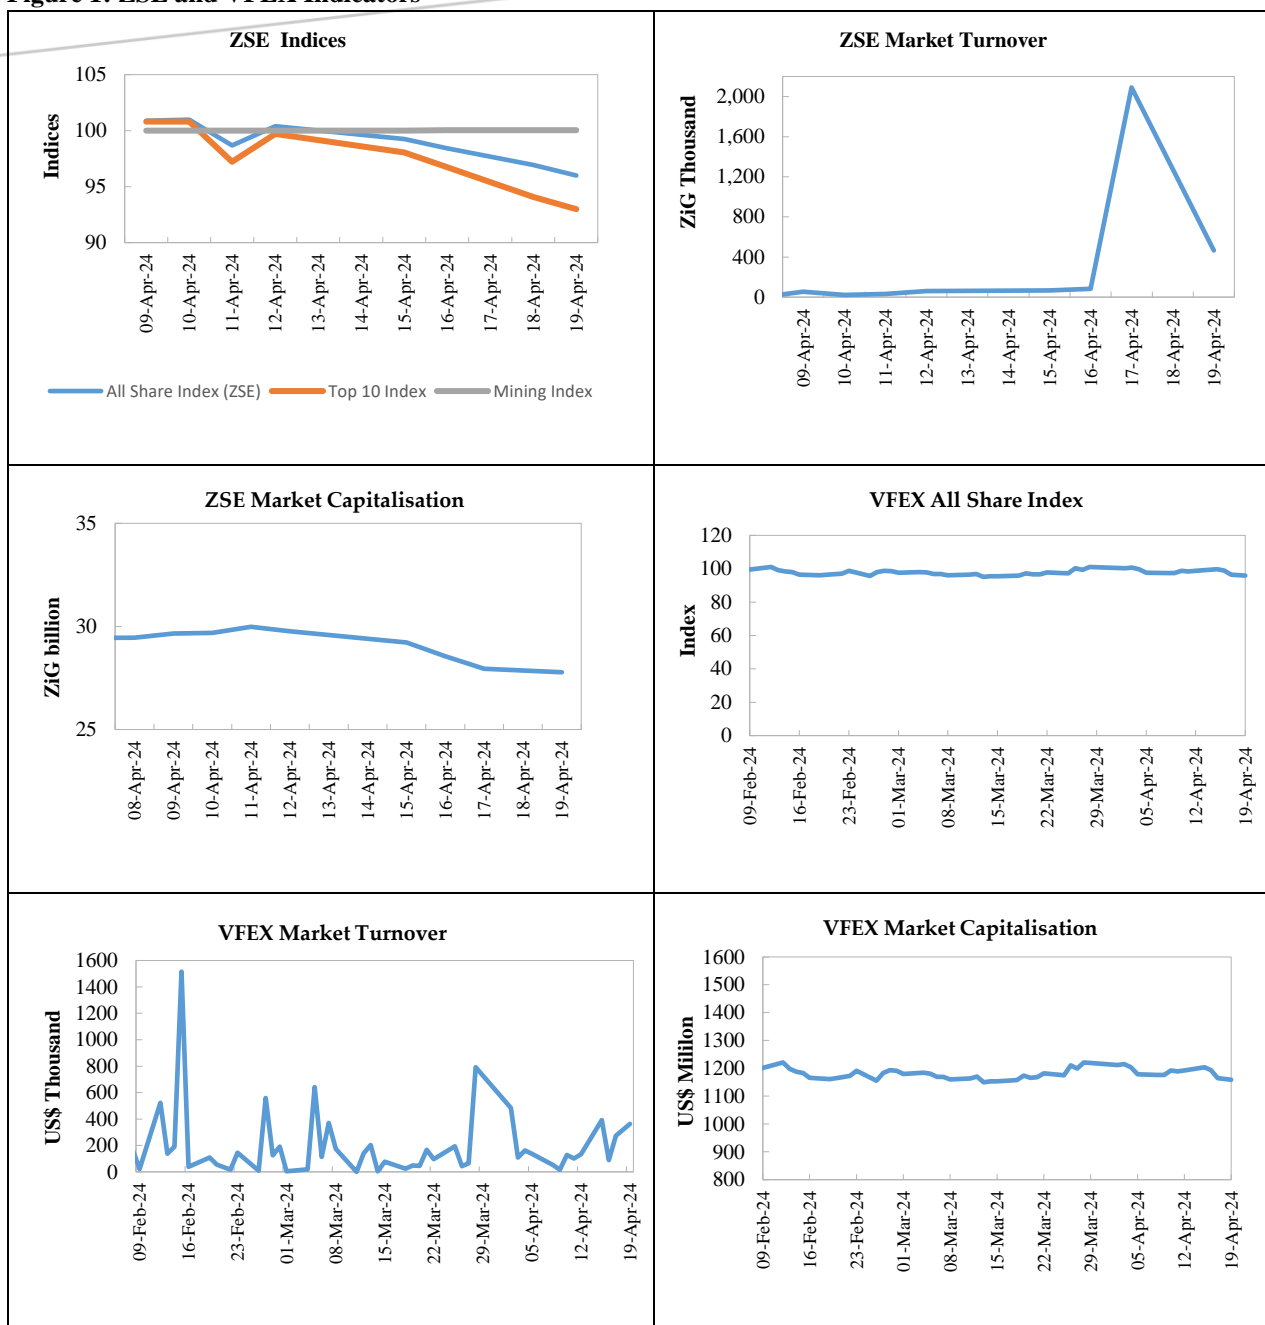 Figure 1: ZSE and VFEX Indicators
ZSE Indices
Indices
105
100
95
90
09-Apr-24
10-Apr-24
11-Apr-24
12-Apr-24
13-Apr-24
14-Apr-24
15-Apr-24
16-Apr-24
17-Apr-24
18-Apr-24
19-Apr-24
All Share Index (ZSE)
Top 10 Index
Mining Index
ZSE Market Turnover
ZiG Thousand
2,000
1,600
1,200
800
400
0
09-Apr-24
10-Apr-24
11-Apr-24
12-Apr-24
13-Apr-24
14-Apr-24
15-Apr-24
16-Apr-24
17-Apr-24
18-Apr-24
19-Apr-24
ZSE Market Capitalisation
ZiG billion
35
30
25
08-Apr-24
09-Apr-24
10-Apr-24
11-Apr-24
12-Apr-24
13-Apr-24
14-Apr-24
15-Apr-24
16-Apr-24
17-Apr-24
18-Apr-24
19-Apr-24
VFEX All Share Index
Index
120
100
80
60
40
20
0
09-Feb-24
16-Feb-24
23-Feb-24
01-Mar-24
08-Mar-24
15-Mar-24
22-Mar-24
29-Mar-24
05-Apr-24
12-Apr-24
19-Apr-24
VFEX Market Turnover
US$ Thousand
1600
1400
1200
1000
800
600
400
200
0
09-Feb-24
16-Feb-24
23-Feb-24
01-Mar-24
08-Mar-24
15-Mar-24
22-Mar-24
29-Mar-24
05-Apr-24
12-Apr-24
19-Apr-24
VFEX Market Capitalisation
US$ Mililon
1600
1500
1400
1300
1200
1100
1000
900
800
09-Feb-24
16-Feb-24
23-Feb-24
01-Mar-24
08-Mar-24
15-Mar-24
22-Mar-24
29-Mar-24
05-Apr-24
12-Apr-24
19-Apr-24